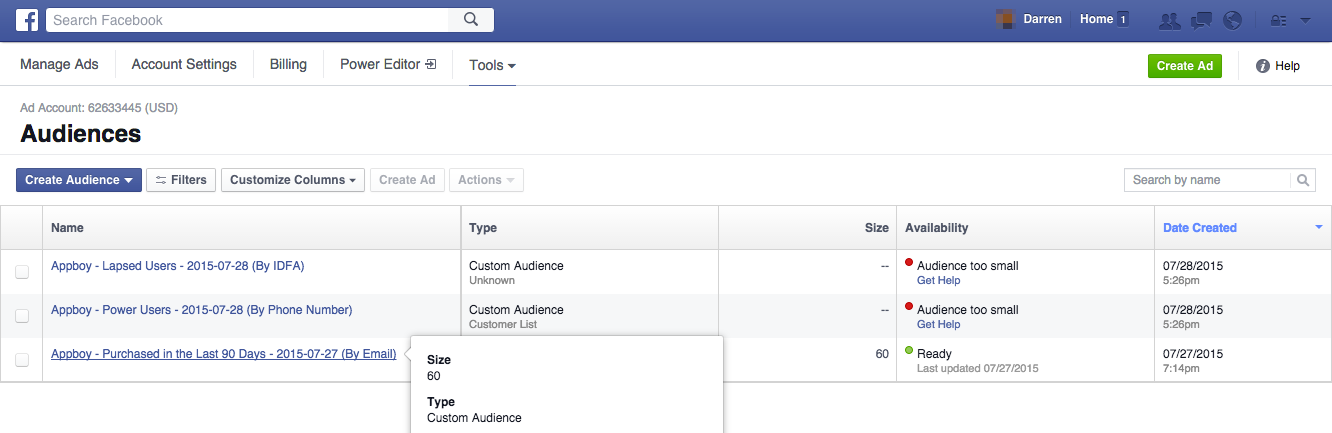 f Search Facebook Darren Home 1
Manage Ads Account Settings Billing Power Editor Tools Create Ad i Help
Ad Account: 62633445 (USD)
Audiences
Create Audience Filters Customize Columns Create Ad Actions Search by name
Name Type Size Availability Date Created
Appboy - Lapsed Users - 2015-07-28 (By IDFA) Custom Audience -- Audience too small 07/28/2015
Unknown Get Help 5:26pm
Appboy - Power Users - 2015-07-28 (By Phone Number) Custom Audience -- Audience too small 07/28/2015
Customer List Get Help 5:26pm
Appboy - Purchased in the Last 90 Days - 2015-07-27 (By Email) 60 Ready 07/27/2015
Last updated 07/27/2015 7:14pm
Size
60
Type
Custom Audience